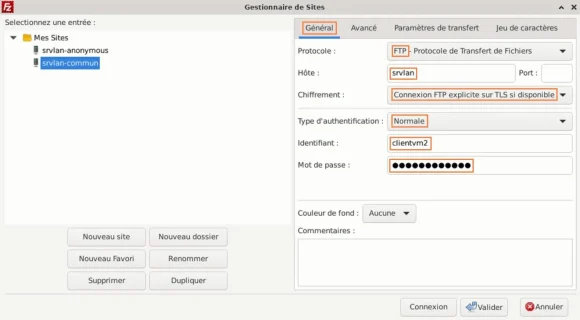 Gestionnaire de Sites
Sélectionnez une entrée :
Mes Sites
srvlan-anonymous
srvlan-commun
Nouveau site
Nouveau dossier
Nouveau Favori
Renommer
Supprimer
Dupliquer
Général
Avancé
Paramètres de transfert
Jeu de caractères
Protocole :
FTP - Protocole de Transfert de Fichiers
Hôte :
srvlan
Port :
Chiffrement :
Connexion FTP explicite sur TLS si disponible
Type d'authentification :
Normale
Identifiant :
clientvm2
Mot de passe :
●●●●●●●●●●●●
Couleur de fond :
Aucune
Commentaires :
Connexion
Valider
Annuler